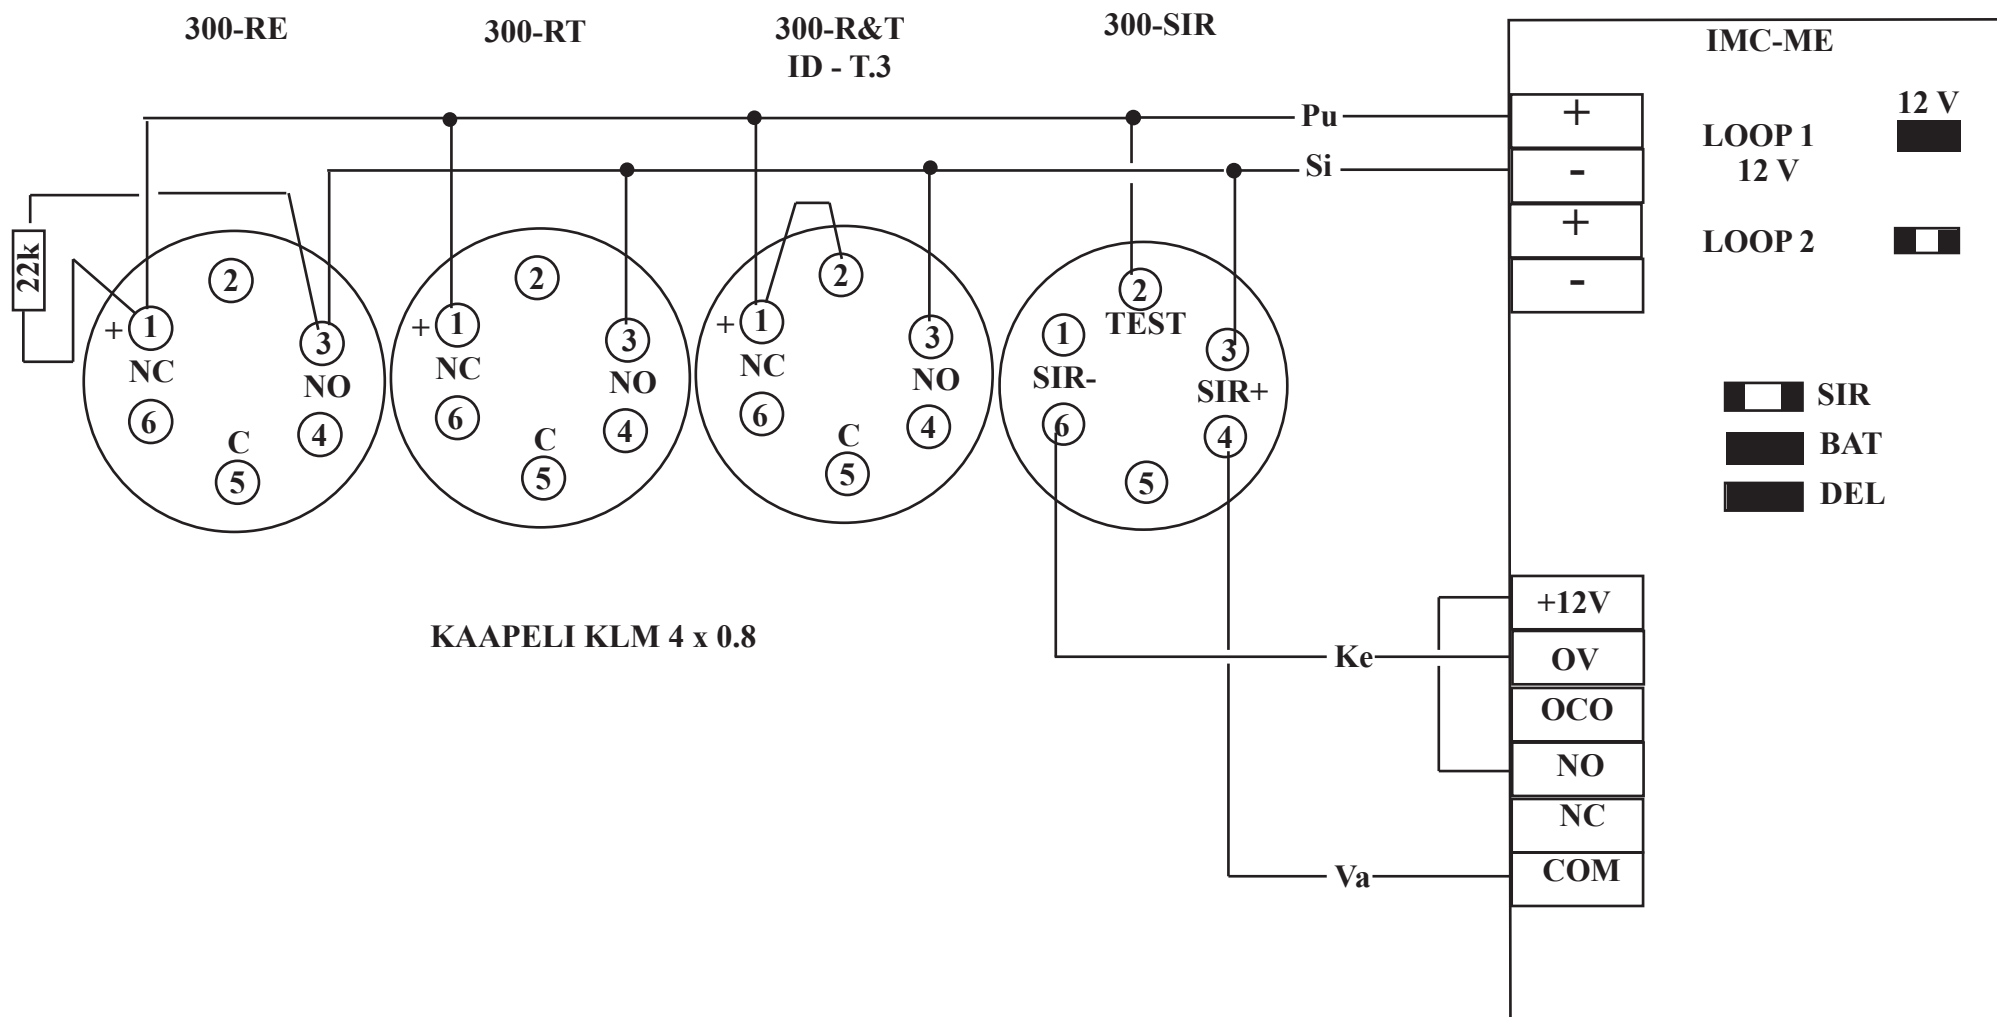 300-RE
300-RT
300-R&T
ID - T.3
300-SIR
IMC-ME
Pu
Si
+
-
+
-
LOOP 1
12 V
12 V
LOOP 2
22k
2
+ 1
3
NC
NO
6
4
C
5
2
+ 1
3
NC
NO
6
4
C
5
2
+ 1
3
NC
NO
6
4
C
5
2
TEST
1
3
SIR-
SIR+
6
4
5
SIR
BAT
DEL
KAAPELI KLM 4 x 0.8
Ke
Va
+12V
OV
OCO
NO
NC
COM